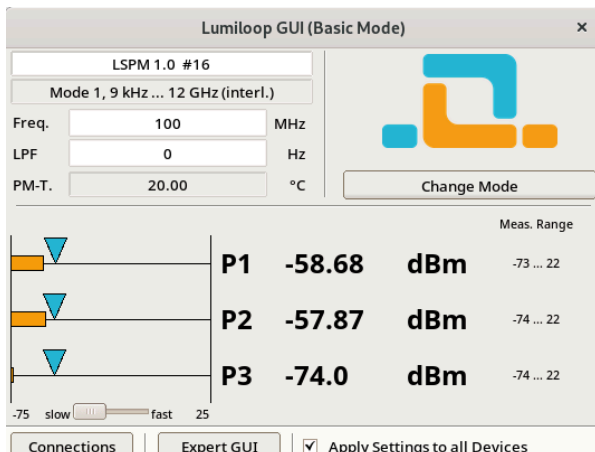 Lumiloop GUI (Basic Mode) ×
LSPM 1.0 #16
Mode 1, 9 kHz ... 12 GHz (interl.)
Freq. 100 MHz
LPF 0 Hz
PM-T. 20.00 °C
Change Mode
Meas. Range
P1 -58.68 dBm -73 ... 22
P2 -57.87 dBm -74 ... 22
P3 -74.0 dBm -74 ... 22
-75 slow fast 25
Connections Expert GUI Apply Settings to all Devices